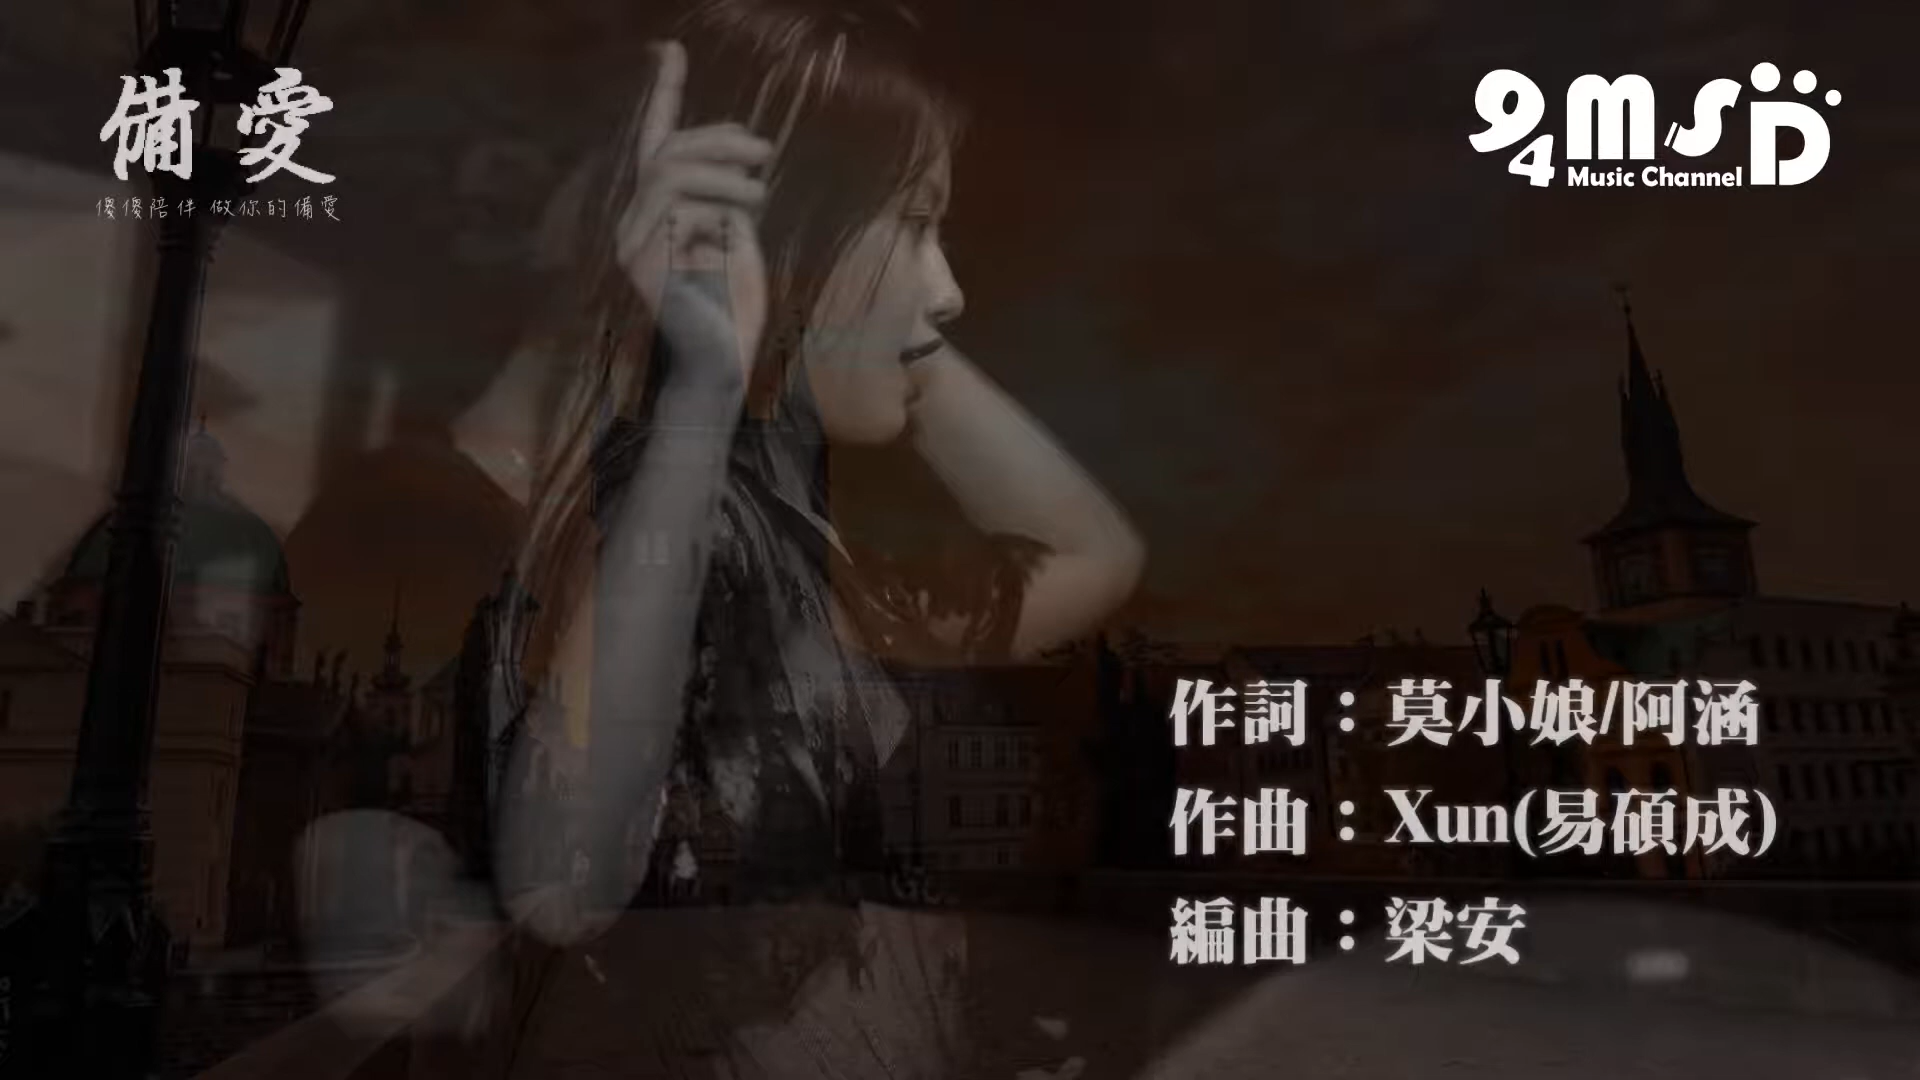 備愛
傻傻陪伴 做你的備愛
94MSD
Music Channel
作詞：莫小娘/阿涵
作曲：Xun(易碩成)
編曲：梁安